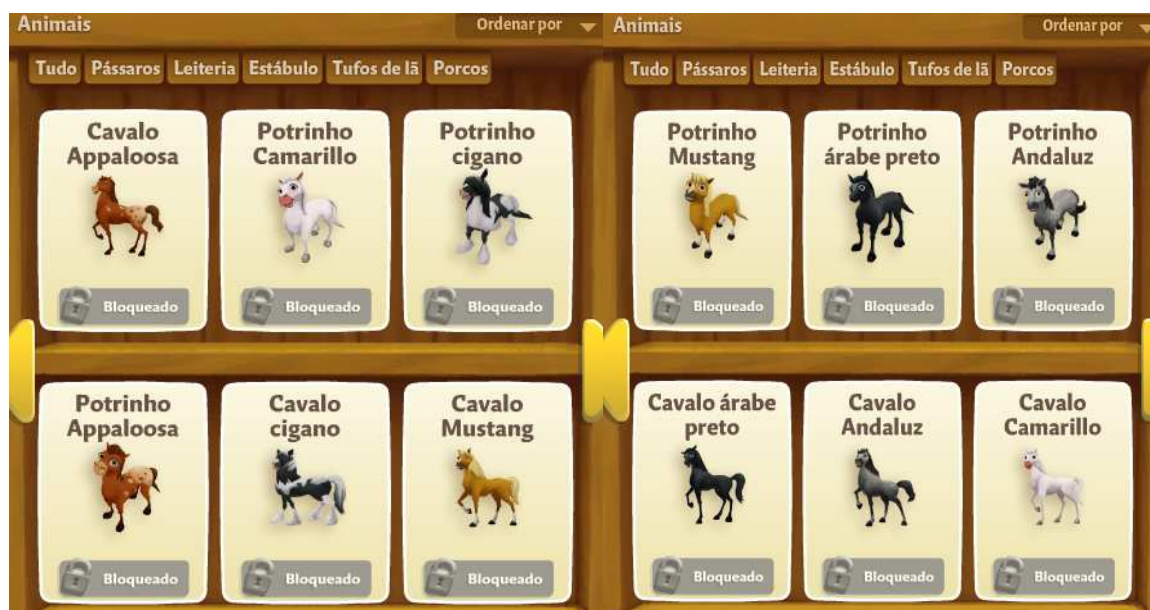 Animais
Ordenar por
Tudo Pássaros Leiteria Estábulo Tufos de lã Porcos
Cavalo
Appaloosa
Potrinho
Camarillo
Potrinho
cigano
Bloqueado
Bloqueado
Bloqueado
Potrinho
Appaloosa
Cavalo
cigano
Cavalo
Mustang
Bloqueado
Bloqueado
Bloqueado
Animais
Ordenar por
Tudo Pássaros Leiteria Estábulo Tufos de lã Porcos
Potrinho
Mustang
Potrinho
árabe preto
Potrinho
Andaluz
Bloqueado
Bloqueado
Bloqueado
Cavalo árabe
preto
Cavalo
Andaluz
Cavalo
Camarillo
Bloqueado
Bloqueado
Bloqueado